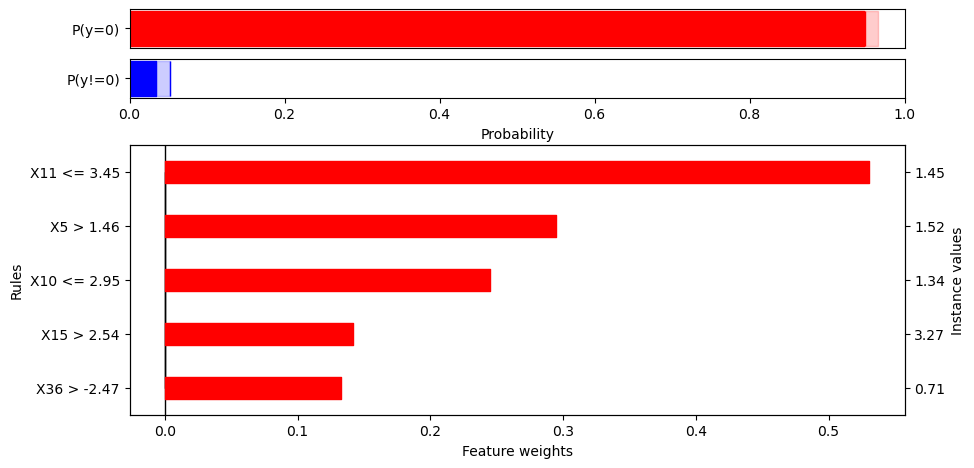 P(y=0)
P(y!=0)
0.0 0.2 0.4 0.6 0.8 1.0
Probability
X11 <= 3.45 1.45
X5 > 1.46 1.52
X10 <= 2.95 1.34
X15 > 2.54 3.27
X36 > -2.47 0.71
Rules
Instance values
0.0 0.1 0.2 0.3 0.4 0.5
Feature weights